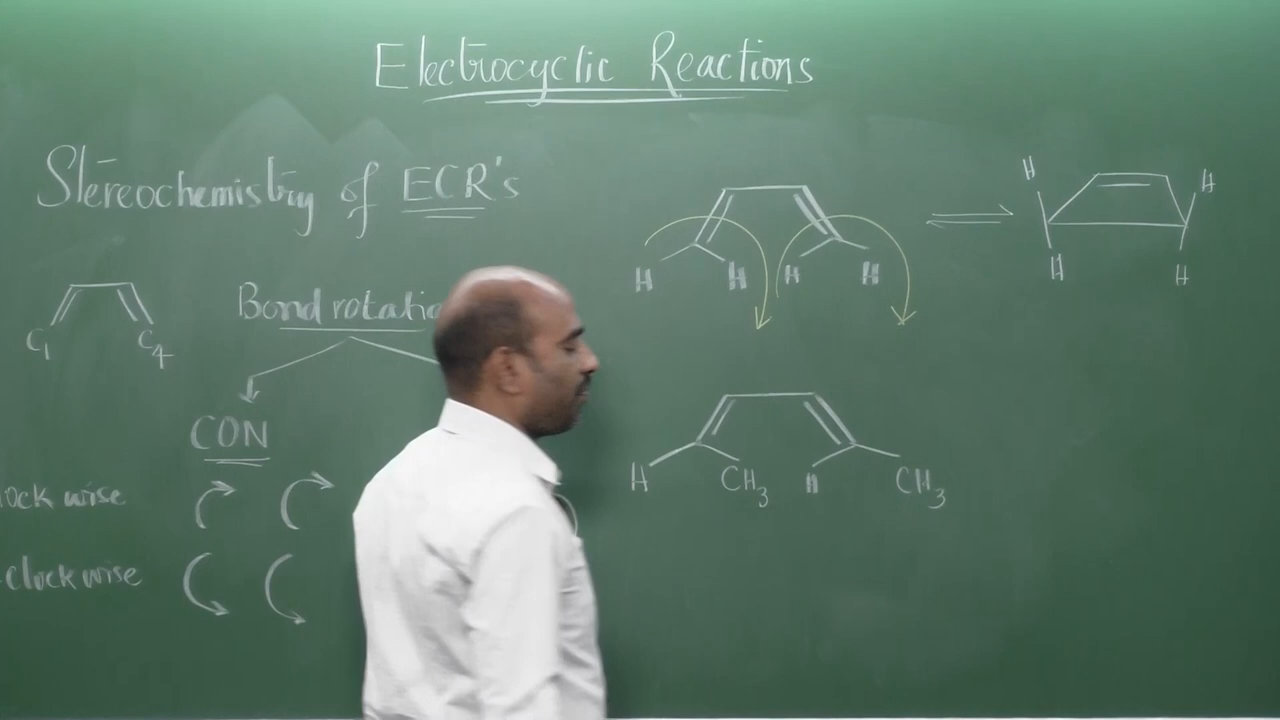 Electrocyclic Reactions
Stereochemistry of ECR's
C1
C4
Bond rotatio
CON
ock wise
-clock wise
H H H H
H H
H H
H CH3 H CH3